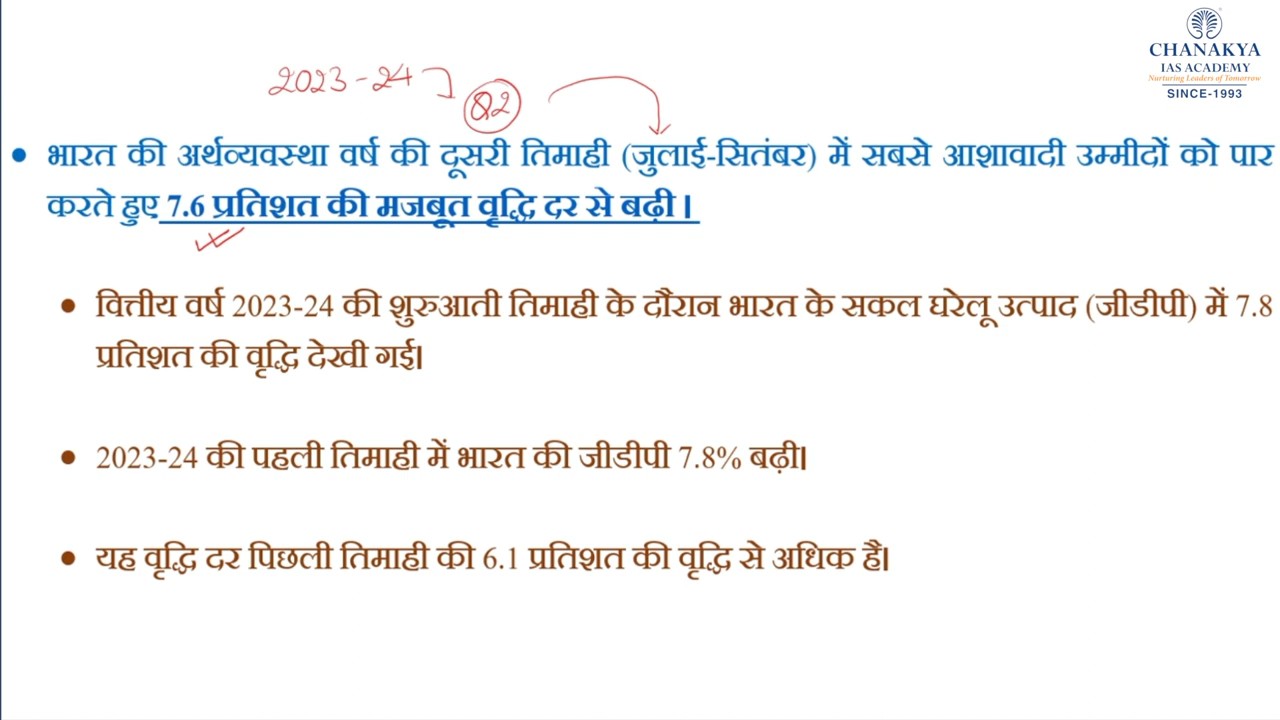 CHANAKYA
IAS ACADEMY
Nurturing Leaders of Tomorrow
SINCE-1993
2023-24
Q2
• भारत की अर्थव्यवस्था वर्ष की दूसरी तिमाही (जुलाई-सितंबर) में सबसे आशावादी उम्मीदों को पार
करते हुए 7.6 प्रतिशत की मजबूत वृद्धि दर से बढ़ी ।
• वित्तीय वर्ष 2023-24 की शुरुआती तिमाही के दौरान भारत के सकल घरेलू उत्पाद (जीडीपी) में 7.8
प्रतिशत की वृद्धि देखी गई।
• 2023-24 की पहली तिमाही में भारत की जीडीपी 7.8% बढ़ी।
• यह वृद्धि दर पिछली तिमाही की 6.1 प्रतिशत की वृद्धि से अधिक है।